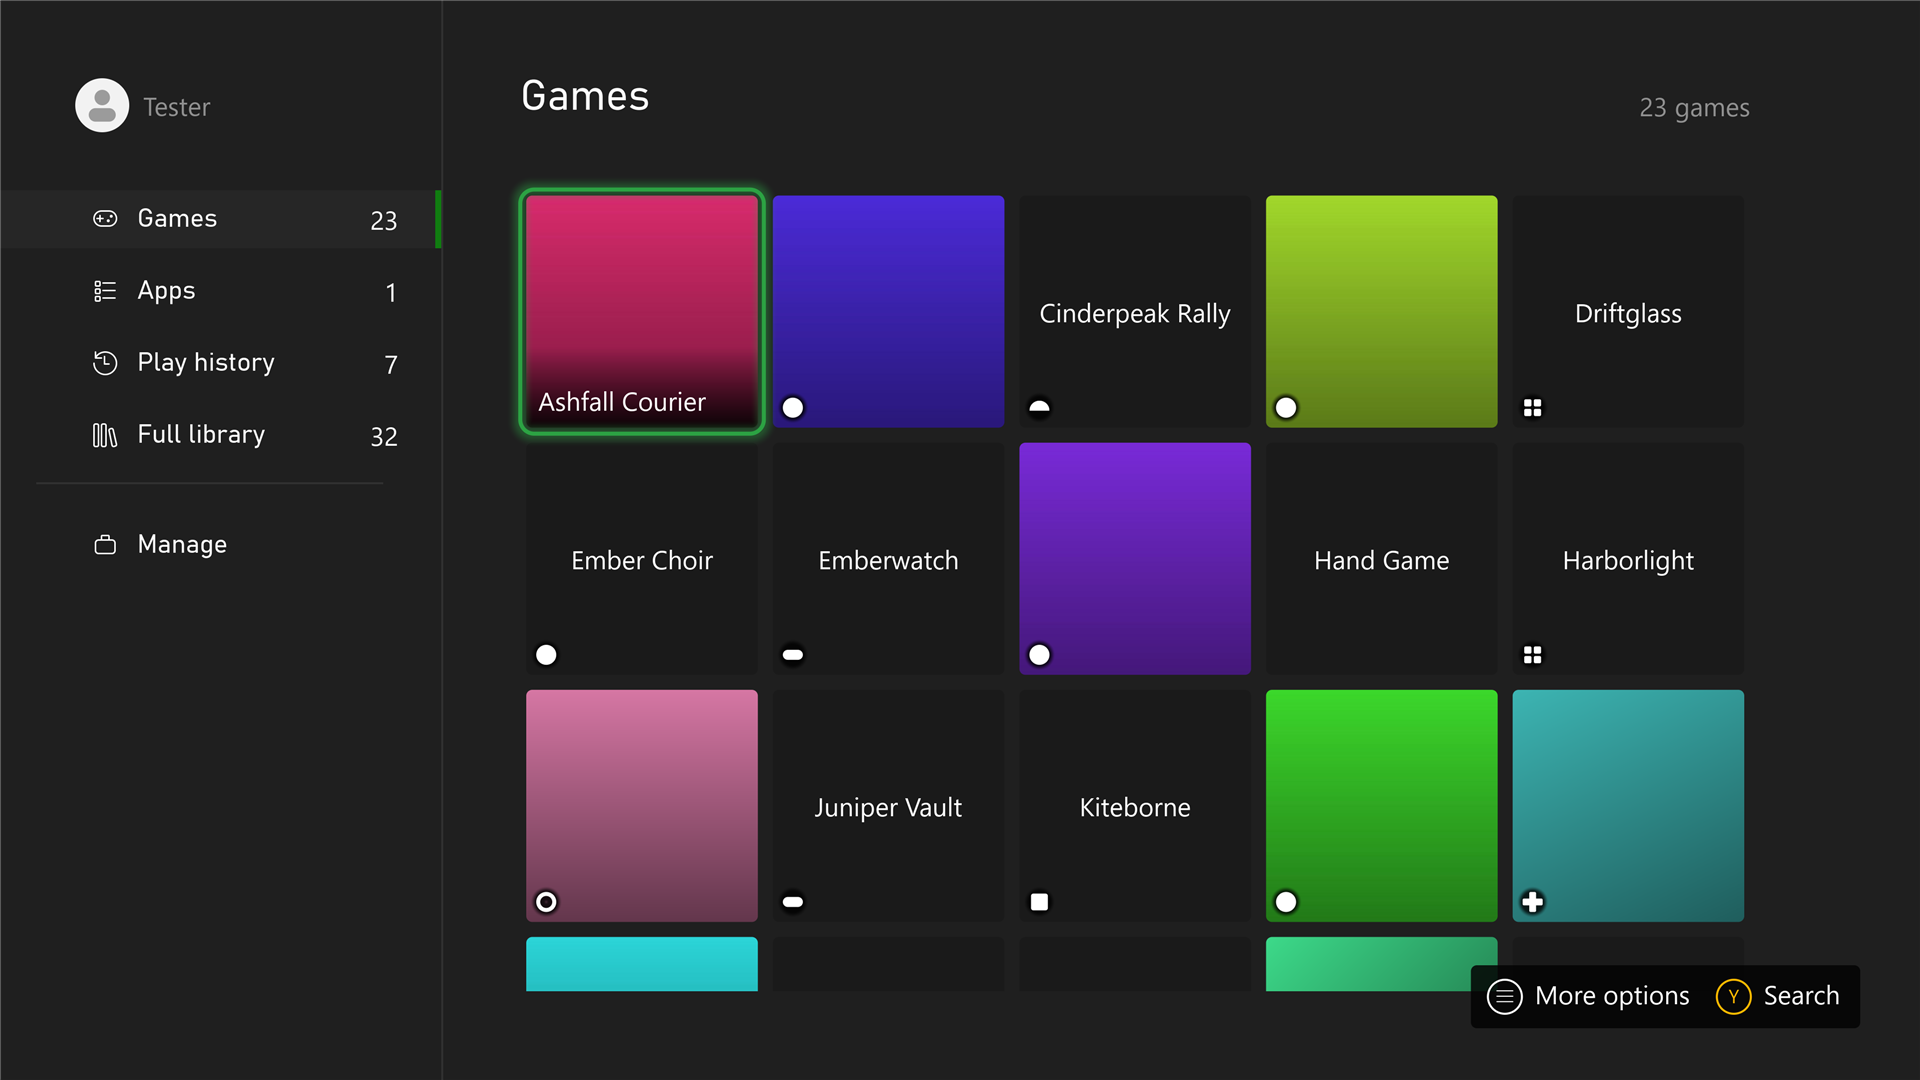 Tester
Games
23 games
Games 23
Apps 1
Play history 7
Full library 32
Manage
Ashfall Courier
Cinderpeak Rally
Driftglass
Ember Choir
Emberwatch
Hand Game
Harborlight
Juniper Vault
Kiteborne
More options
Y Search